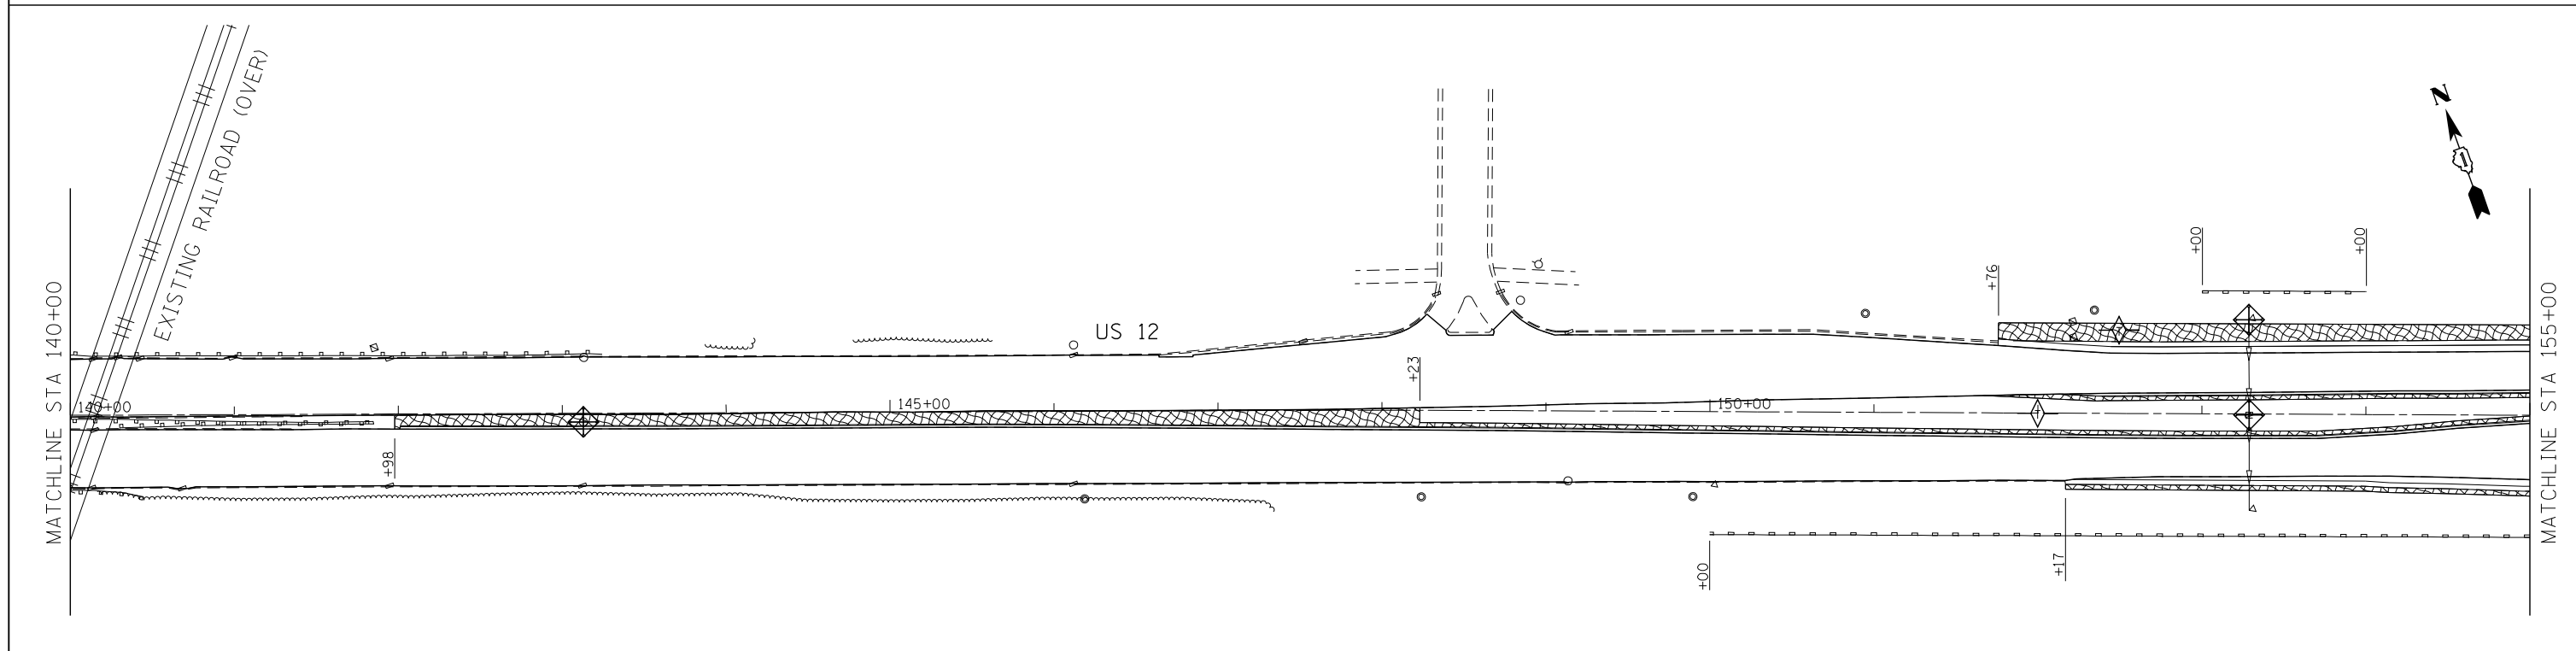 EXISTING RAILROAD (OVER)
N
MATCHLINE STA 140+00
US 12
+76
+00
+00
+23
140+00
145+00
150+00
+98
+00
+17
MATCHLINE STA 155+00